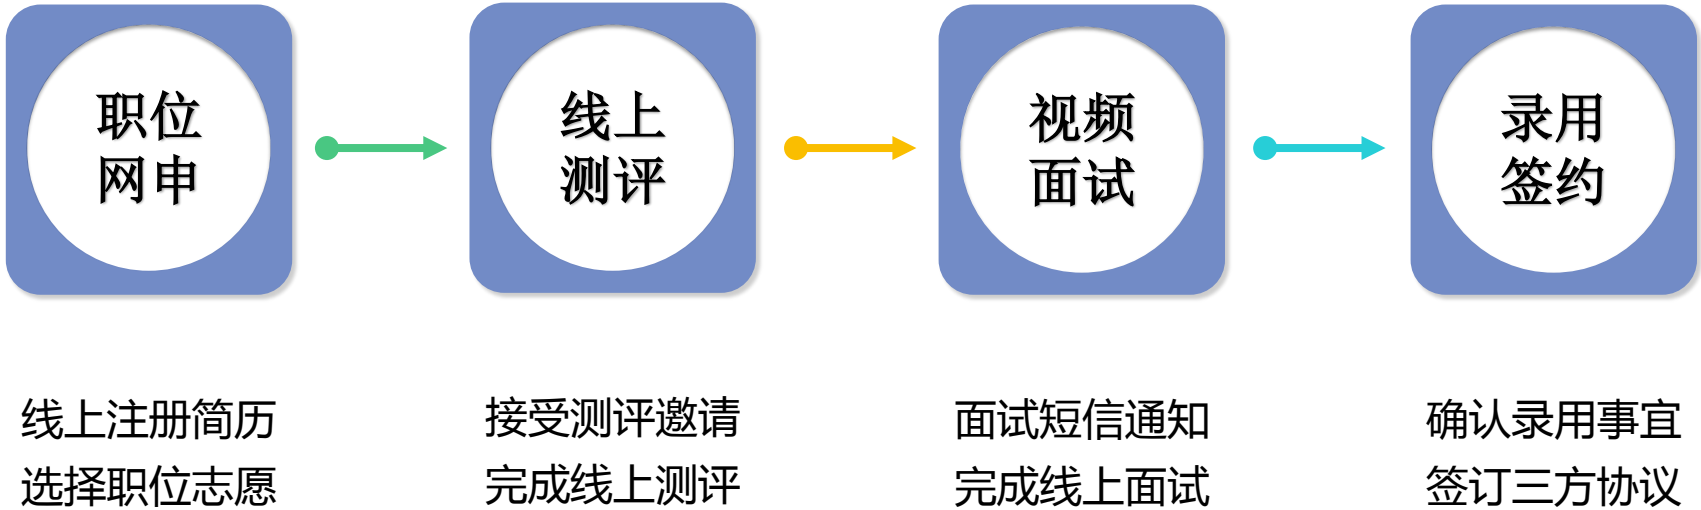 职位
网申
线上
测评
视频
面试
录用
签约
线上注册简历
选择职位志愿
接受测评邀请
完成线上测评
面试短信通知
完成线上面试
确认录用事宜
签订三方协议